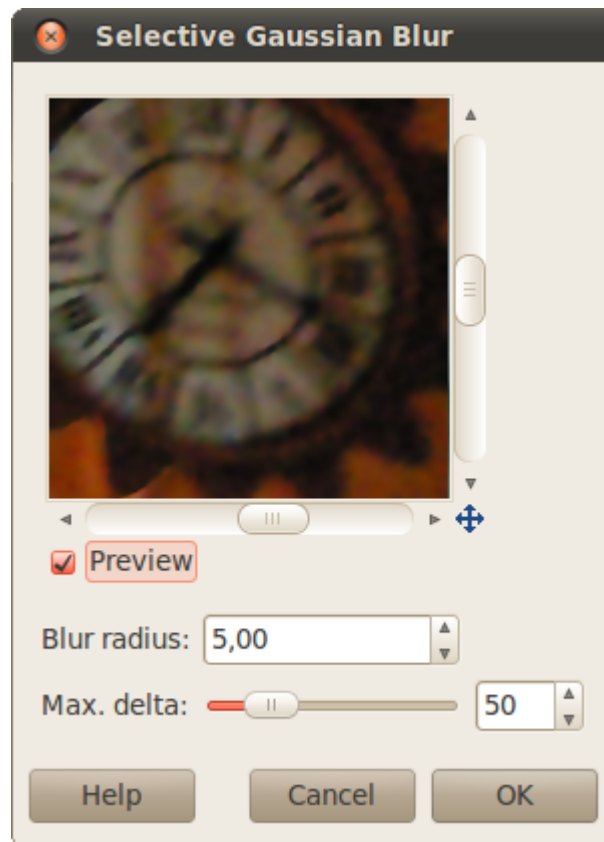 Selective Gaussian Blur
Preview
Blur radius: 5,00
Max. delta: 50
Help Cancel OK